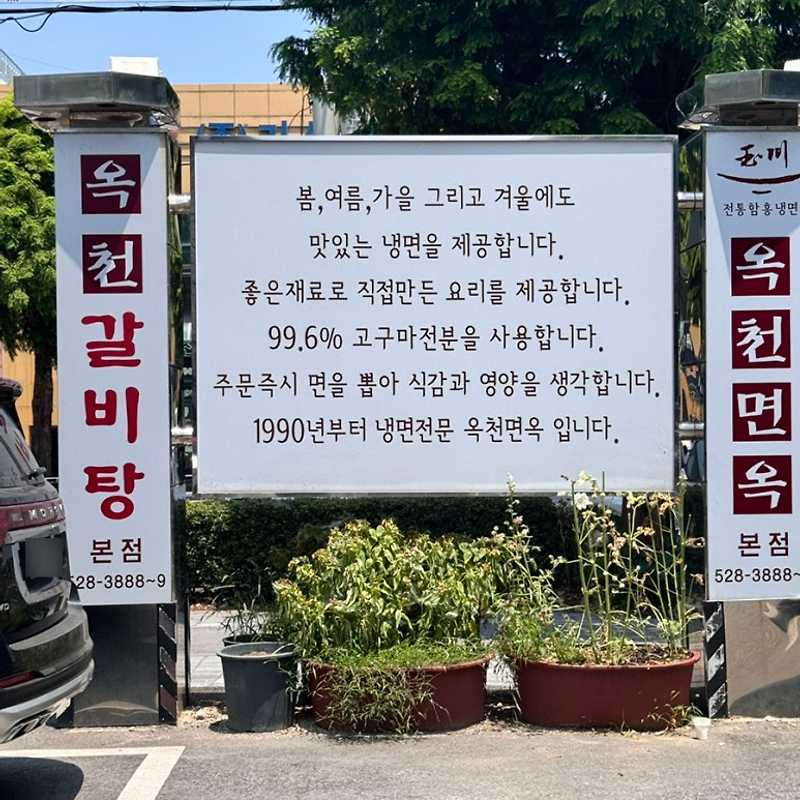 옥천
갈비탕
본점
528-3888~9
봄,여름,가을 그리고 겨울에도
맛있는 냉면을 제공합니다.
좋은재료로 직접만든 요리를 제공합니다.
99.6% 고구마전분을 사용합니다.
주문즉시 면을 뽑아 식감과 영양을 생각합니다.
1990년부터 냉면전문 옥천면옥 입니다.
玉川
전통함흥냉면
옥천면옥
본점
528-3888~